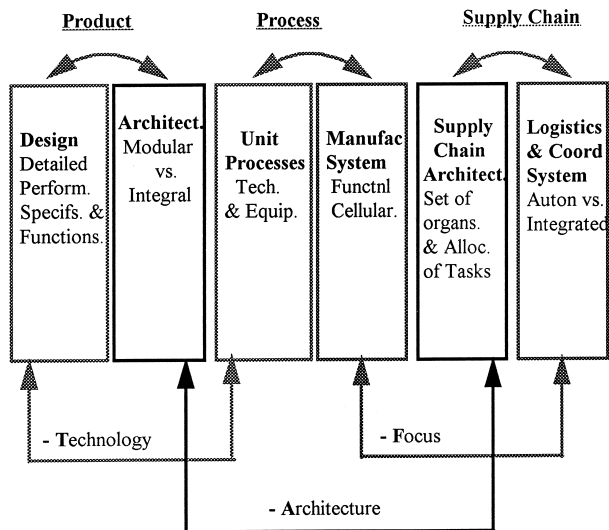 Product
Process
Supply Chain
Design
Detailed
Perform.
Specifs. &
Functions.
Architect.
Modular
vs.
Integral
Unit
Processes
Tech.
& Equip.
Manufac
System
Functnl
Cellular.
Supply
Chain
Architect.
Set of
organs.
& Alloc.
of Tasks
Logistics
& Coord
System
Auton vs.
Integrated
- Technology
- Focus
- Architecture